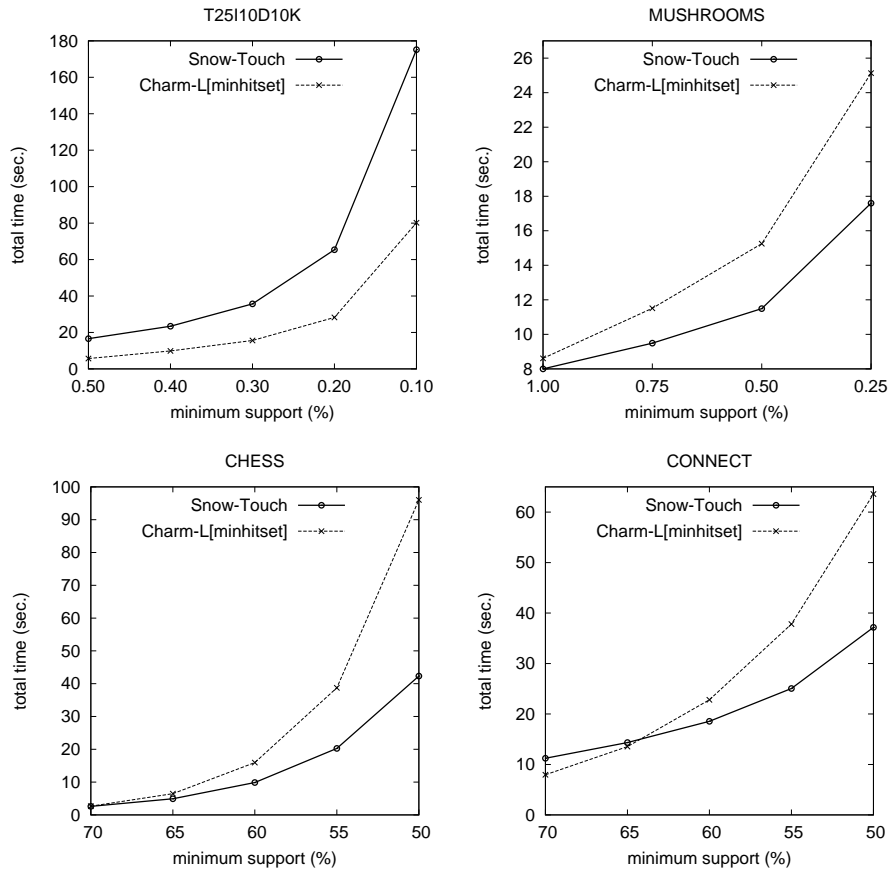 T25I10D10K
180
160
140
120
100
80
60
40
20
0
total time (sec.)
Snow-Touch
Charm-L[minhitset]
0.50 0.40 0.30 0.20 0.10
minimum support (%)
MUSHROOMS
26
24
22
20
18
16
14
12
10
8
total time (sec.)
Snow-Touch
Charm-L[minhitset]
1.00 0.75 0.50 0.25
minimum support (%)
CHESS
100
90
80
70
60
50
40
30
20
10
0
total time (sec.)
Snow-Touch
Charm-L[minhitset]
70 65 60 55 50
minimum support (%)
CONNECT
60
50
40
30
20
10
0
total time (sec.)
Snow-Touch
Charm-L[minhitset]
70 65 60 55 50
minimum support (%)